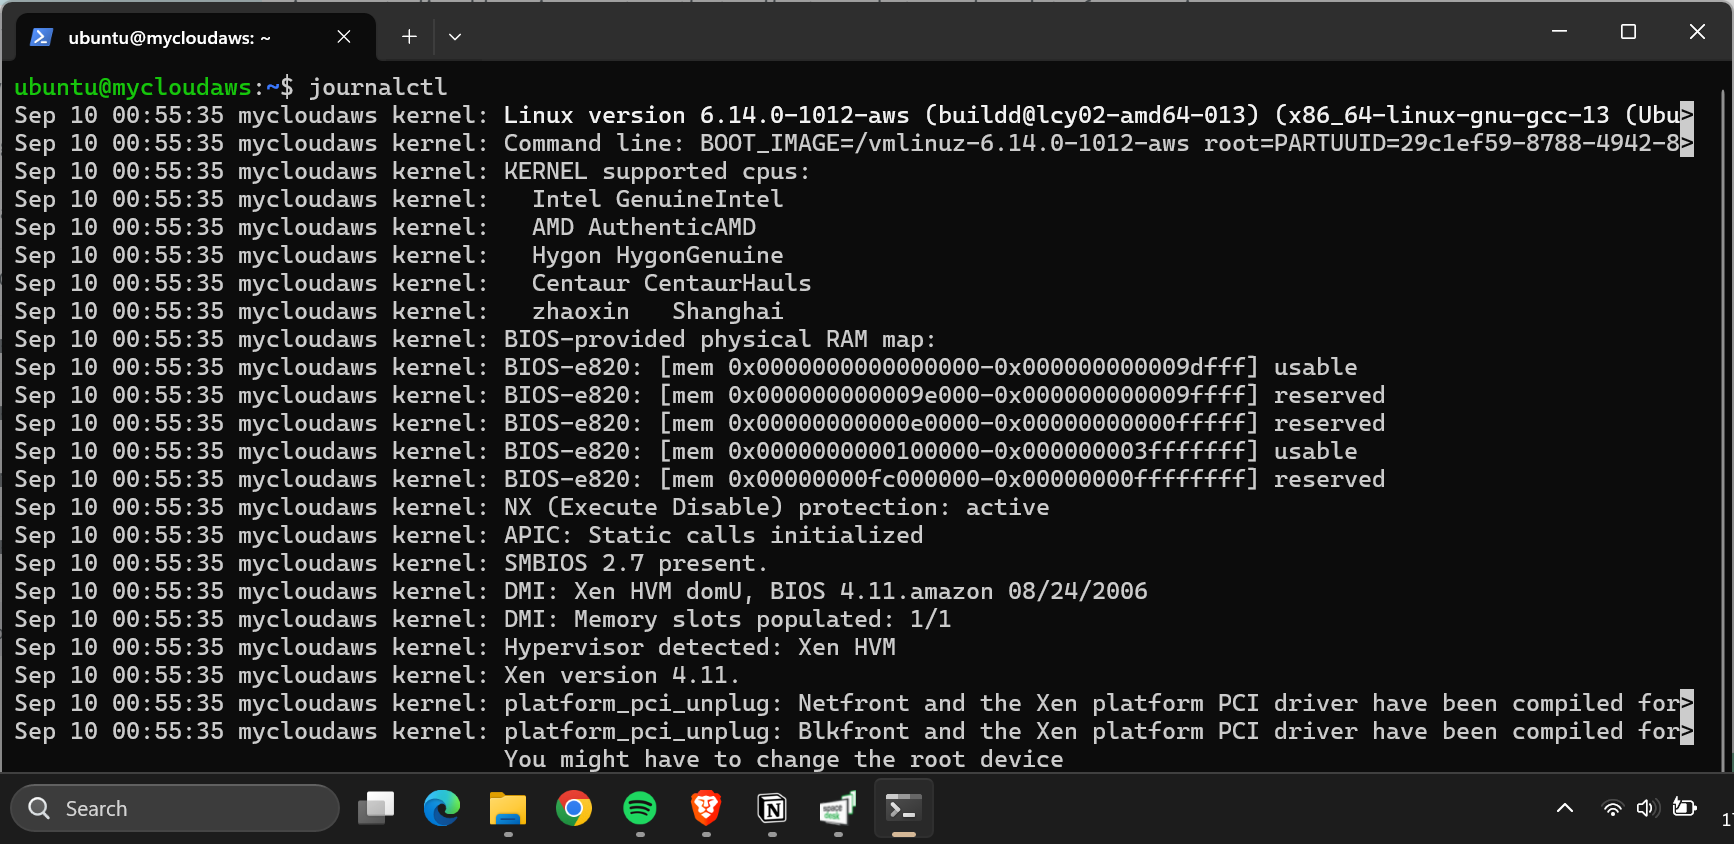 ubuntu@mycloudaws: ~
ubuntu@mycloudaws:~$ journalctl
Sep 10 00:55:35 mycloudaws kernel: Linux version 6.14.0-1012-aws (buildd@lcy02-amd64-013) (x86_64-linux-gnu-gcc-13 (Ubu>
Sep 10 00:55:35 mycloudaws kernel: Command line: BOOT_IMAGE=/vmlinuz-6.14.0-1012-aws root=PARTUUID=29c1ef59-8788-4942-8>
Sep 10 00:55:35 mycloudaws kernel: KERNEL supported cpus:
Sep 10 00:55:35 mycloudaws kernel:   Intel GenuineIntel
Sep 10 00:55:35 mycloudaws kernel:   AMD AuthenticAMD
Sep 10 00:55:35 mycloudaws kernel:   Hygon HygonGenuine
Sep 10 00:55:35 mycloudaws kernel:   Centaur CentaurHauls
Sep 10 00:55:35 mycloudaws kernel:   zhaoxin   Shanghai
Sep 10 00:55:35 mycloudaws kernel: BIOS-provided physical RAM map:
Sep 10 00:55:35 mycloudaws kernel: BIOS-e820: [mem 0x0000000000000000-0x000000000009dfff] usable
Sep 10 00:55:35 mycloudaws kernel: BIOS-e820: [mem 0x000000000009e000-0x000000000009ffff] reserved
Sep 10 00:55:35 mycloudaws kernel: BIOS-e820: [mem 0x00000000000e0000-0x00000000000fffff] reserved
Sep 10 00:55:35 mycloudaws kernel: BIOS-e820: [mem 0x0000000000100000-0x000000003fffffff] usable
Sep 10 00:55:35 mycloudaws kernel: BIOS-e820: [mem 0x00000000fc000000-0x00000000ffffffff] reserved
Sep 10 00:55:35 mycloudaws kernel: NX (Execute Disable) protection: active
Sep 10 00:55:35 mycloudaws kernel: APIC: Static calls initialized
Sep 10 00:55:35 mycloudaws kernel: SMBIOS 2.7 present.
Sep 10 00:55:35 mycloudaws kernel: DMI: Xen HVM domU, BIOS 4.11.amazon 08/24/2006
Sep 10 00:55:35 mycloudaws kernel: DMI: Memory slots populated: 1/1
Sep 10 00:55:35 mycloudaws kernel: Hypervisor detected: Xen HVM
Sep 10 00:55:35 mycloudaws kernel: Xen version 4.11.
Sep 10 00:55:35 mycloudaws kernel: platform_pci_unplug: Netfront and the Xen platform PCI driver have been compiled for>
Sep 10 00:55:35 mycloudaws kernel: platform_pci_unplug: Blkfront and the Xen platform PCI driver have been compiled for>
You might have to change the root device
Search
space desk